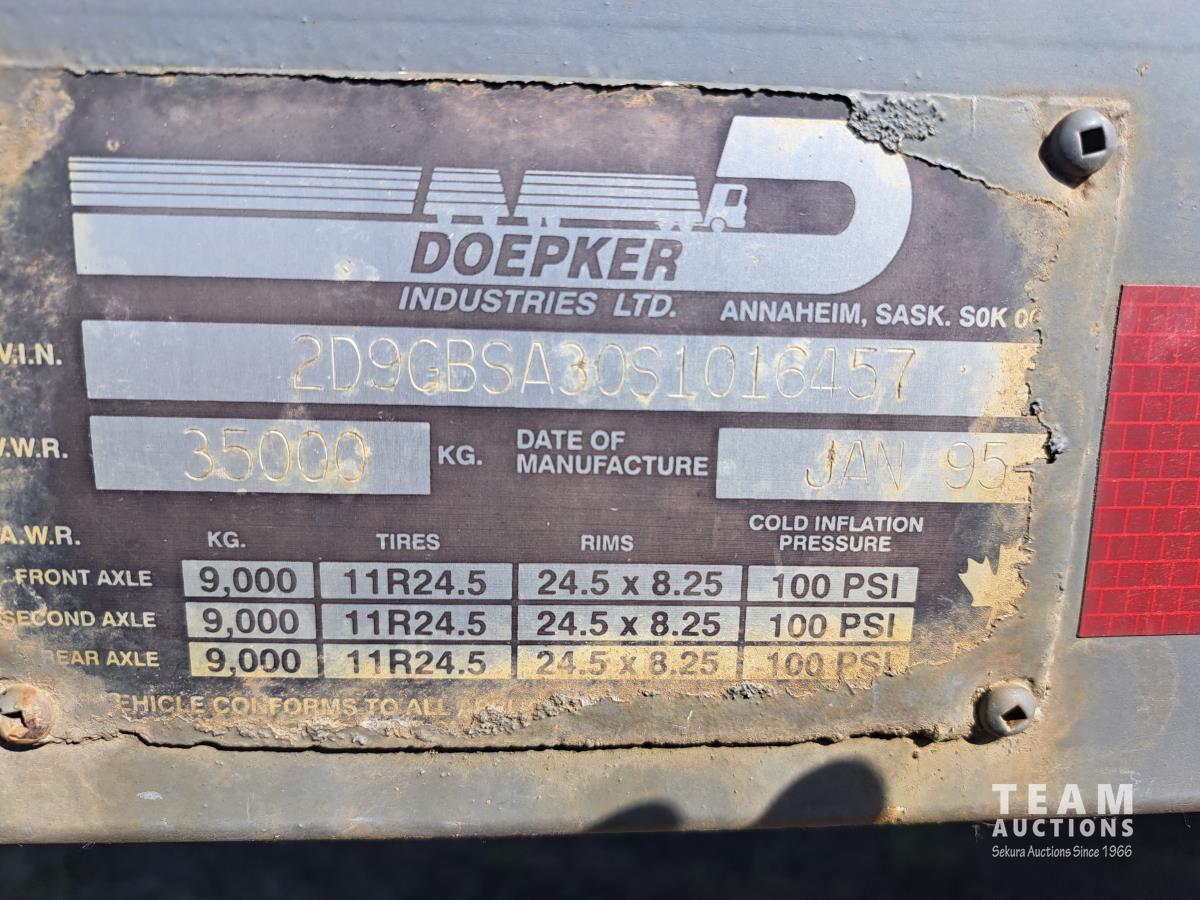 DOEPKER
INDUSTRIES LTD. ANNAHEIM, SASK. S0K
V.I.N. 2D9GBSA30S1016457
V.W.R. 35000 KG. DATE OF MANUFACTURE JAN 95
A.W.R. KG. TIRES RIMS COLD INFLATION PRESSURE
FRONT AXLE 9,000 11R24.5 24.5 x 8.25 100 PSI
SECOND AXLE 9,000 11R24.5 24.5 x 8.25 100 PSI
REAR AXLE 9,000 11R24.5 24.5 x 8.25 100 PSI
VEHICLE CONFORMS TO ALL
TEAM
AUCTIONS
Sekura Auctions Since 1966